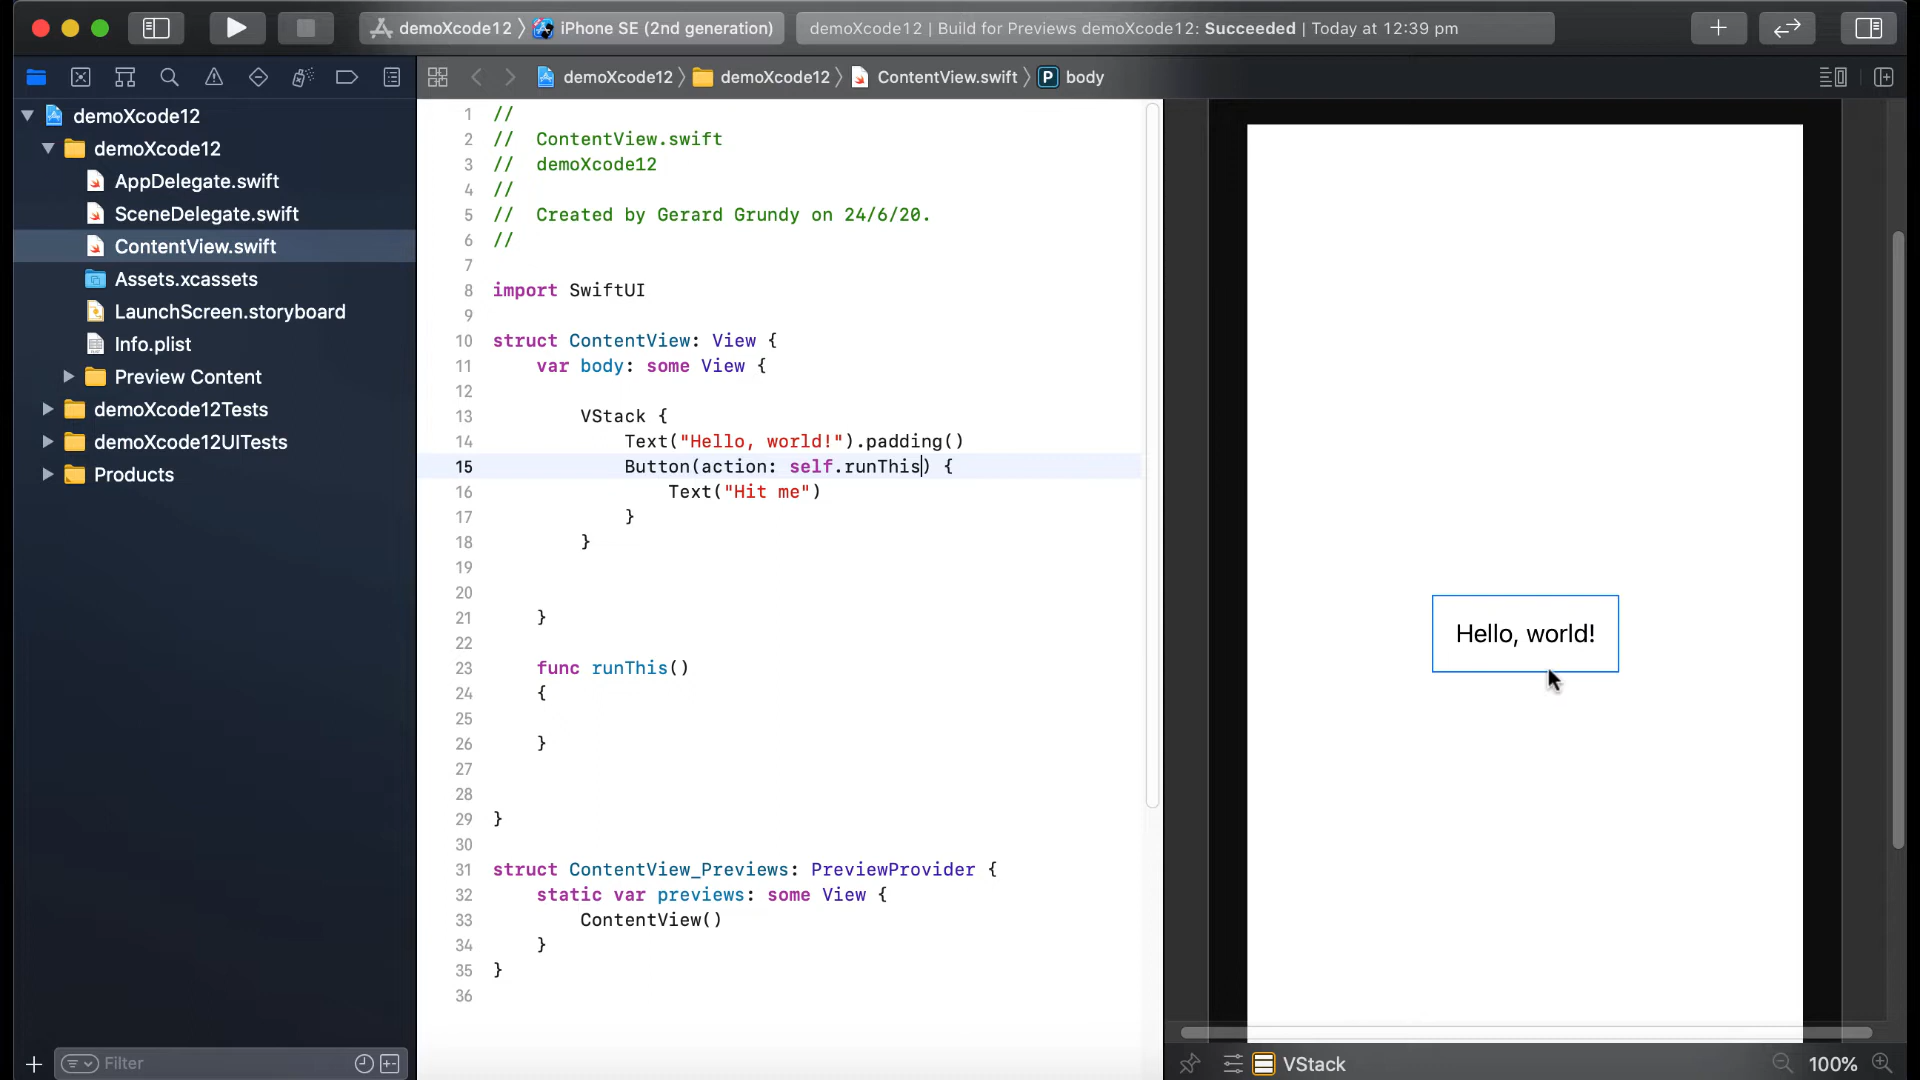 demoXcode12 〉 iPhone SE (2nd generation)
demoXcode12 | Build for Previews demoXcode12: Succeeded | Today at 12:39 pm
demoXcode12 〉 demoXcode12 〉 ContentView.swift 〉 P body
demoXcode12
demoXcode12
AppDelegate.swift
SceneDelegate.swift
ContentView.swift
Assets.xcassets
LaunchScreen.storyboard
Info.plist
Preview Content
demoXcode12Tests
demoXcode12UITests
Products
Filter
1 //
2 //  ContentView.swift
3 //  demoXcode12
4 //
5 //  Created by Gerard Grundy on 24/6/20.
6 //
7
8 import SwiftUI
9
10 struct ContentView: View {
11     var body: some View {
12
13         VStack {
14             Text("Hello, world!").padding()
15             Button(action: self.runThis) {
16                 Text("Hit me")
17             }
18         }
19
20
21     }
22
23     func runThis()
24     {
25
26     }
27
28
29 }
30
31 struct ContentView_Previews: PreviewProvider {
32     static var previews: some View {
33         ContentView()
34     }
35 }
36
Hello, world!
VStack
100%